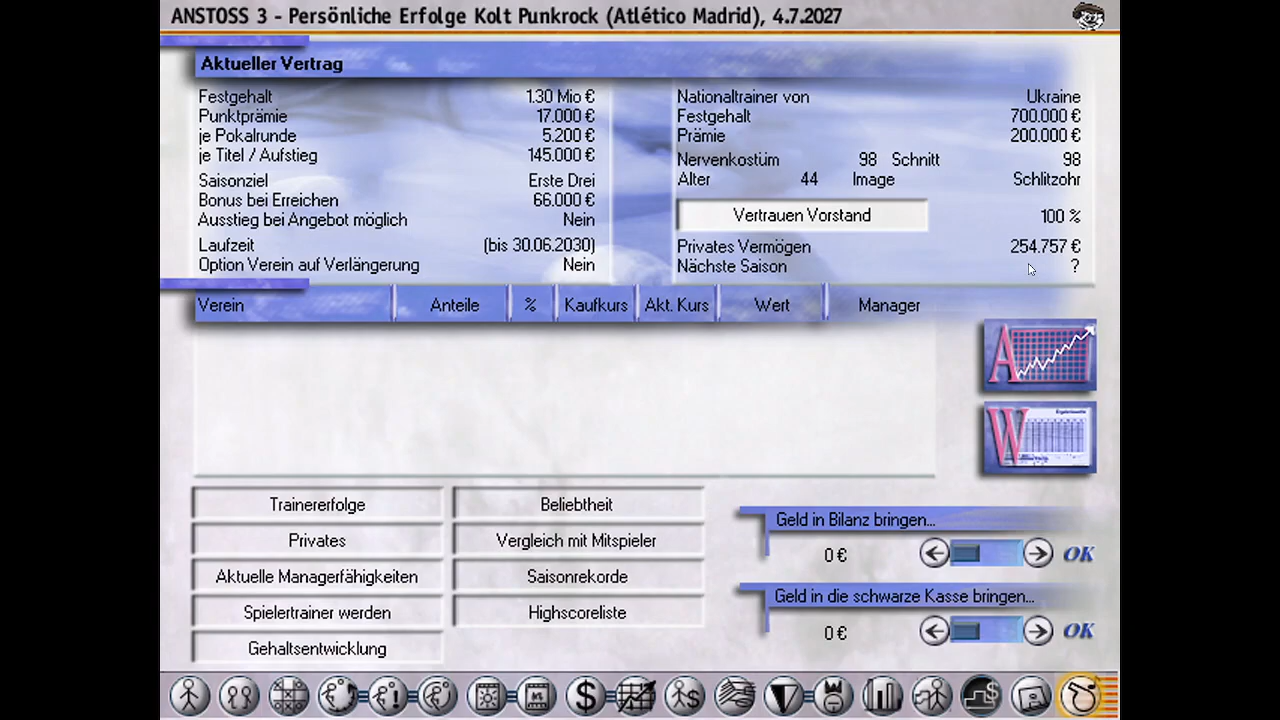 ANSTOSS 3 - Persönliche Erfolge Kolt Punkrock (Atlético Madrid), 4.7.2027
Aktueller Vertrag
Festgehalt 1.30 Mio €
Punktprämie 17.000 €
je Pokalrunde 5.200 €
je Titel / Aufstieg 145.000 €
Saisonziel Erste Drei
Bonus bei Erreichen 66.000 €
Ausstieg bei Angebot möglich Nein
Laufzeit (bis 30.06.2030)
Option Verein auf Verlängerung Nein
Nationaltrainer von Ukraine
Festgehalt 700.000 €
Prämie 200.000 €
Nervenkostüm 98 Schnitt 98
Alter 44 Image Schlitzohr
Vertrauen Vorstand 100 %
Privates Vermögen 254.757 €
Nächste Saison ?
Verein Anteile % Kaufkurs Akt. Kurs Wert Manager
A
W
Trainererfolge
Privates
Aktuelle Managerfähigkeiten
Spielertrainer werden
Gehaltsentwicklung
Beliebtheit
Vergleich mit Mitspieler
Saisonrekorde
Highscoreliste
Geld in Bilanz bringen...
0 € OK
Geld in die schwarze Kasse bringen...
0 € OK